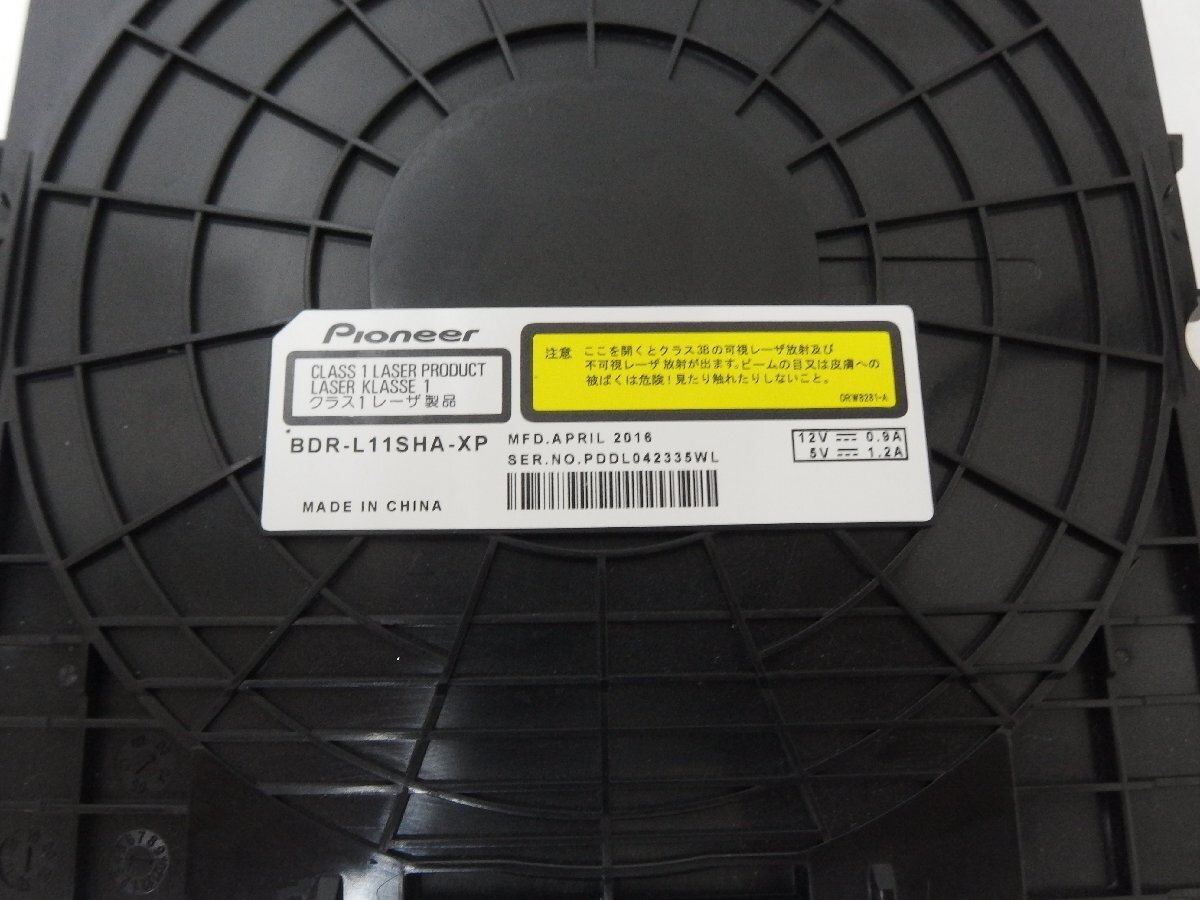 Pioneer
CLASS 1 LASER PRODUCT
LASER KLASSE 1
クラス1 レーザ製品
注意 ここを開くとクラス3Bの可視レーザ放射及び
不可視レーザ放射が出ます。ビームの目又は皮膚への
被ばくは危険!見たり触れたりしないこと。
BDR-L11SHA-XP
MFD.APRIL 2016
SER.NO.PDDL042335WL
12V ⎓ 0.9A
5V ⎓ 1.2A
MADE IN CHINA